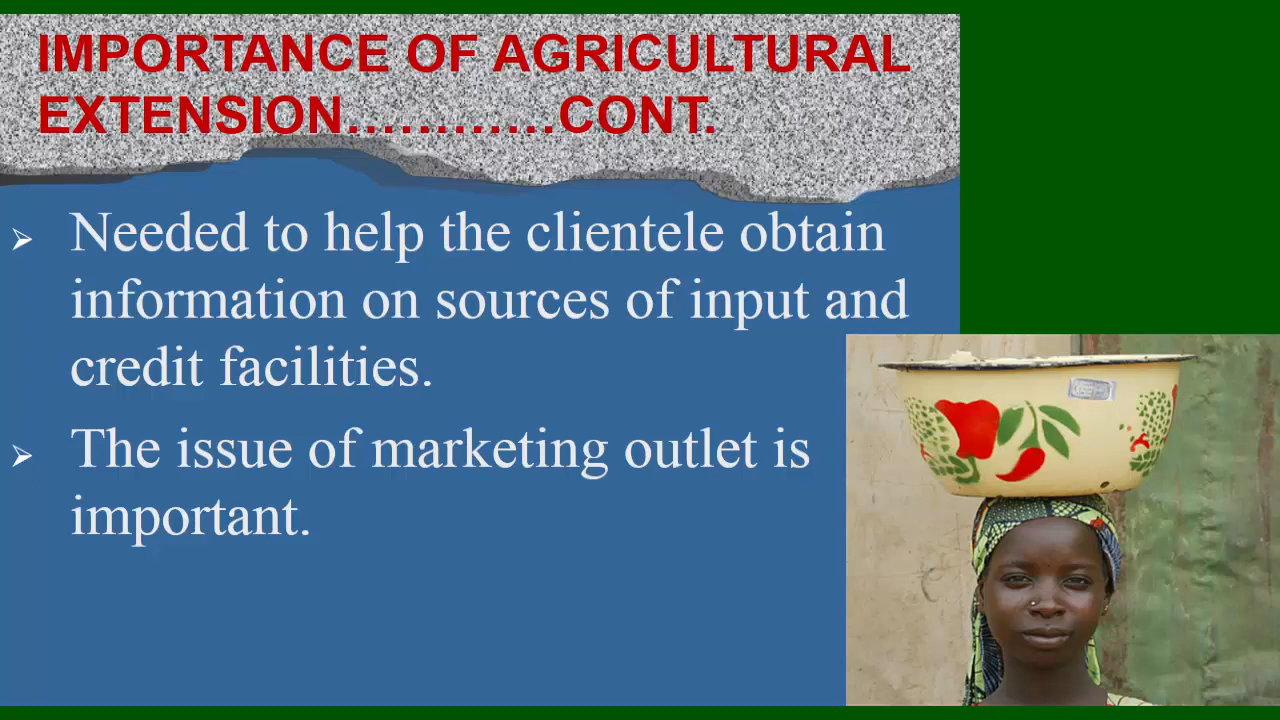 IMPORTANCE OF AGRICULTURAL
EXTENSION…………CONT.
➢ Needed to help the clientele obtain
information on sources of input and
credit facilities.
➢ The issue of marketing outlet is
important.